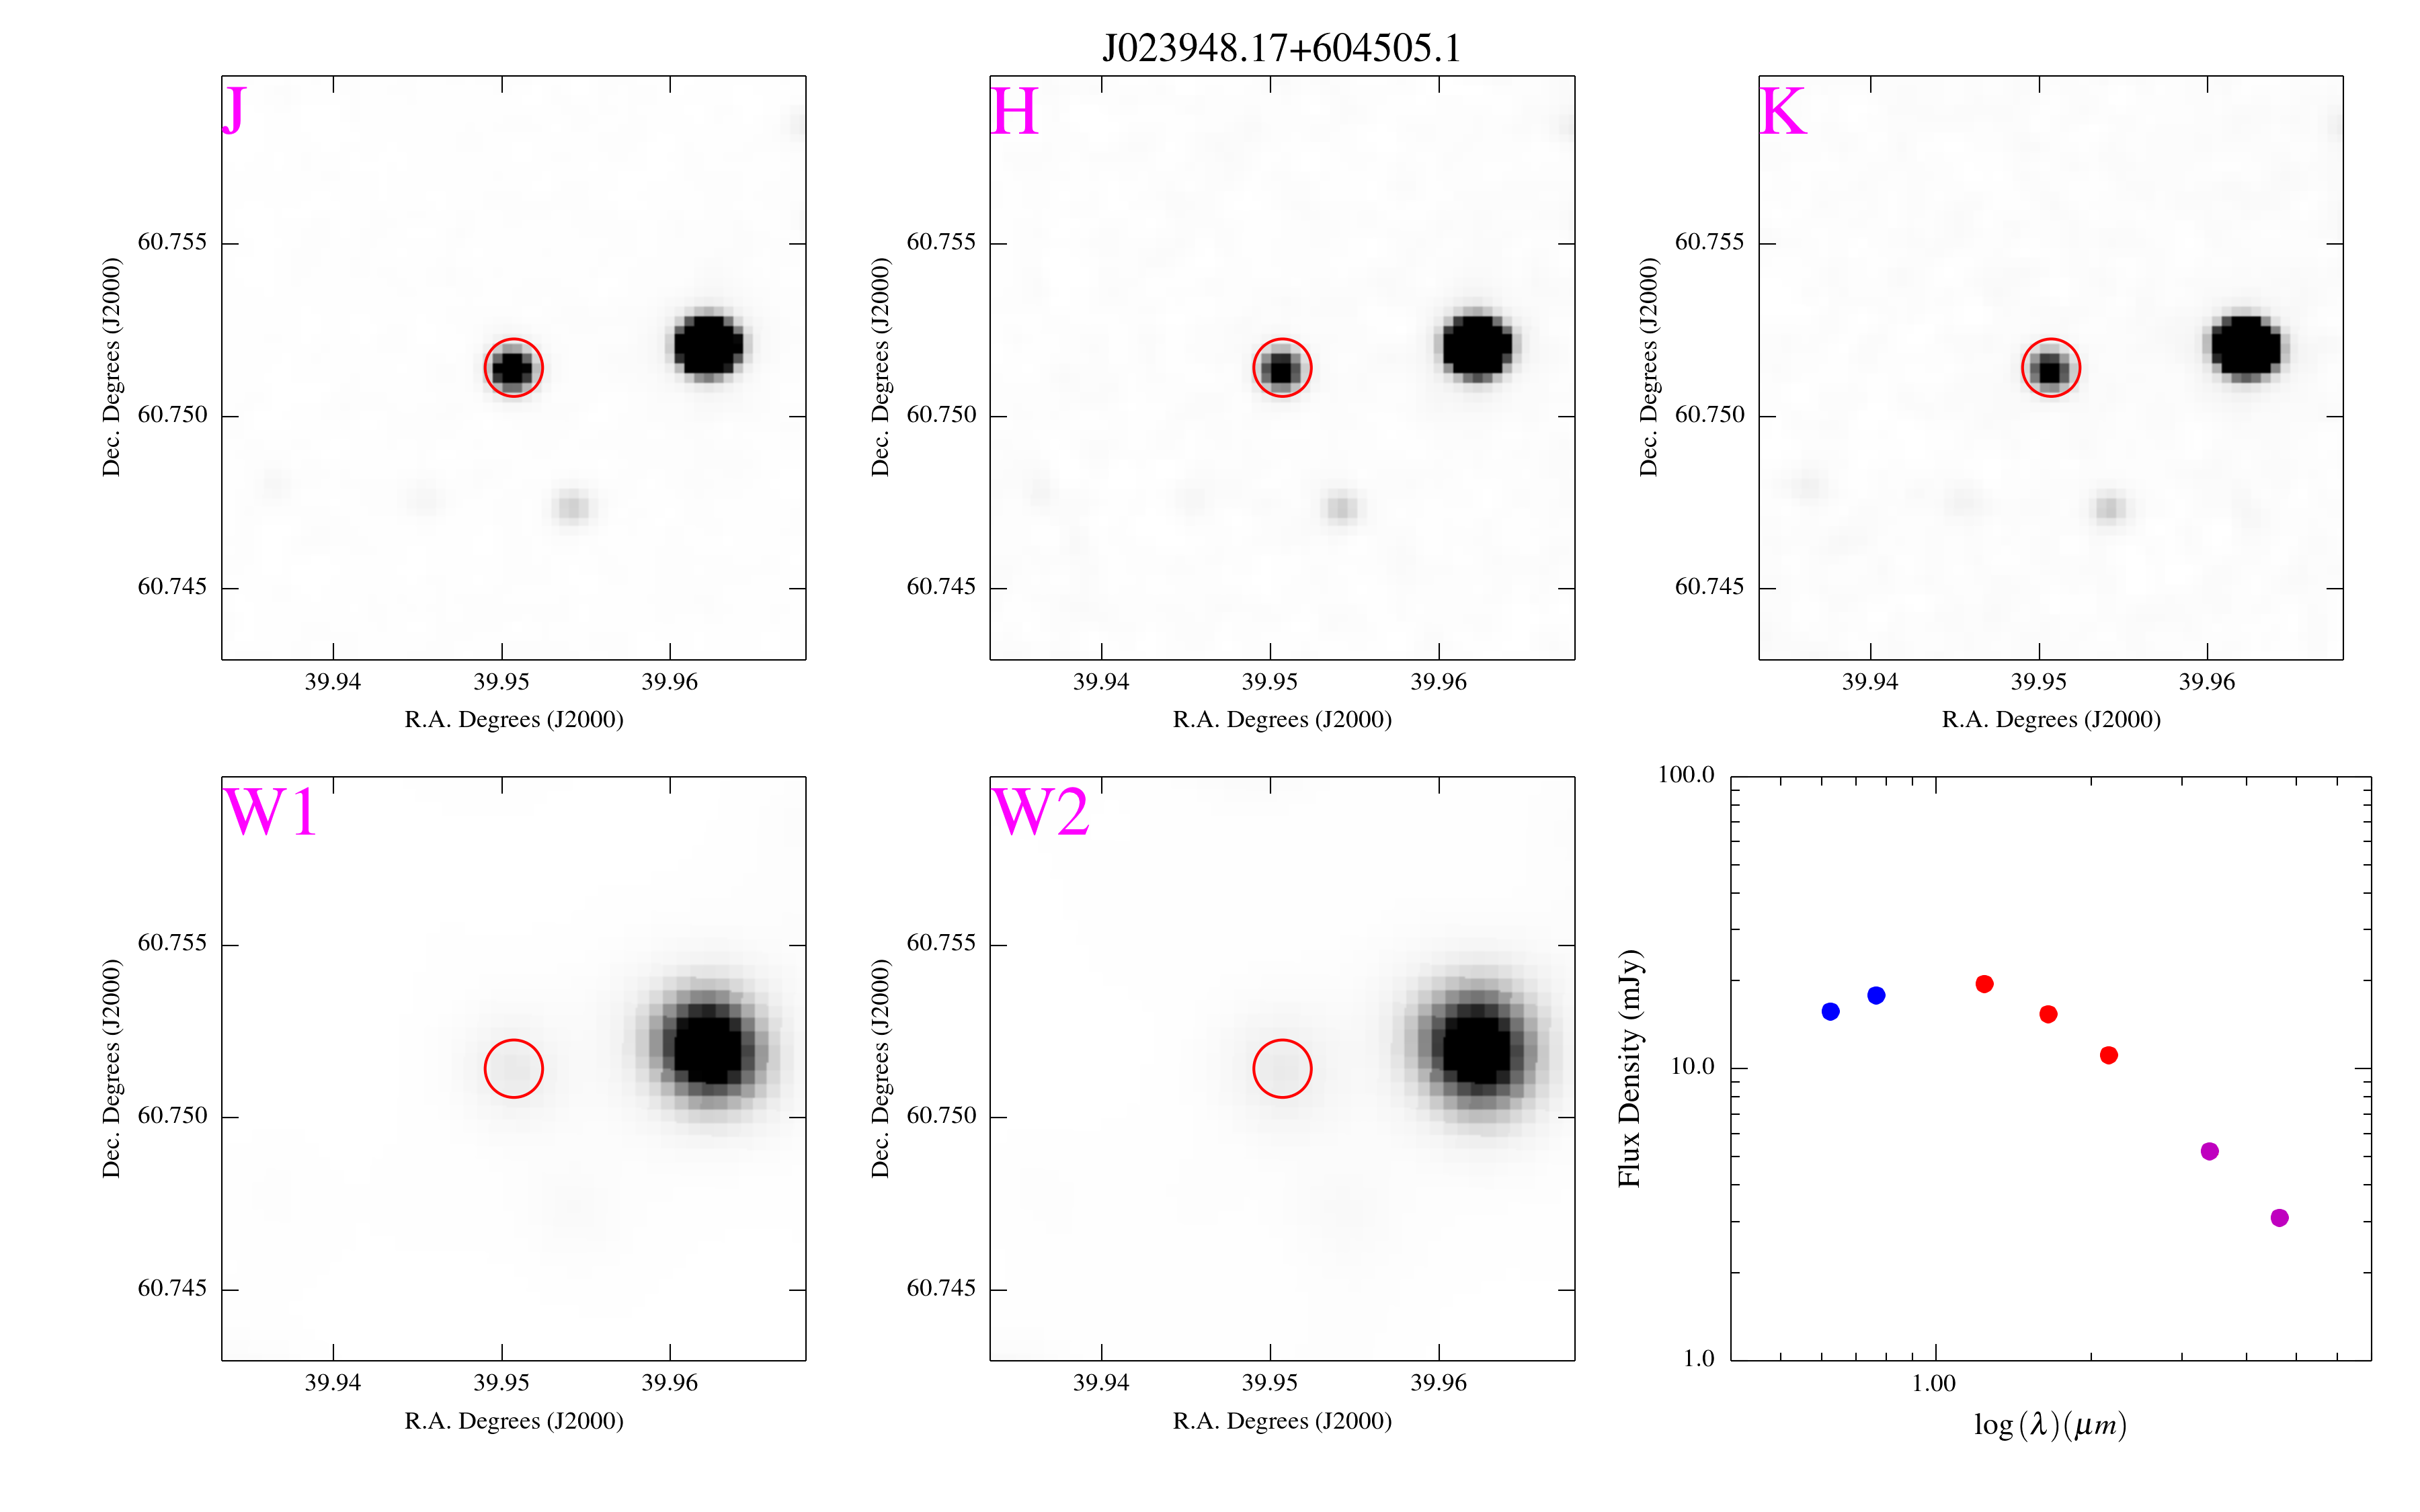 J023948.17+604505.1
J
60.755
60.750
60.745
Dec. Degrees (J2000)
39.94 39.95 39.96
R.A. Degrees (J2000)
H
60.755
60.750
60.745
Dec. Degrees (J2000)
39.94 39.95 39.96
R.A. Degrees (J2000)
K
60.755
60.750
60.745
Dec. Degrees (J2000)
39.94 39.95 39.96
R.A. Degrees (J2000)
W1
60.755
60.750
60.745
Dec. Degrees (J2000)
39.94 39.95 39.96
R.A. Degrees (J2000)
W2
60.755
60.750
60.745
Dec. Degrees (J2000)
39.94 39.95 39.96
R.A. Degrees (J2000)
100.0
10.0
1.0
Flux Density (mJy)
1.00
log(λ)(μm)